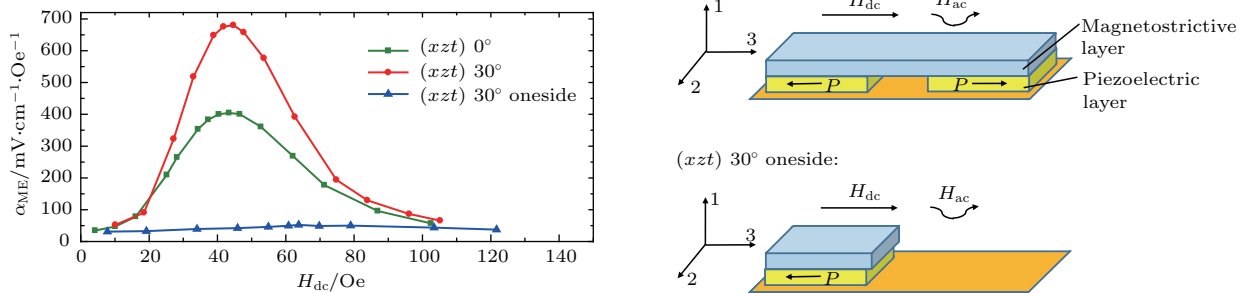 700
600
500
400
300
200
100
0
α_ME/mV·cm⁻¹·Oe⁻¹
0 20 40 60 80 100 120 140
H_dc/Oe
(xzt) 0°
(xzt) 30°
(xzt) 30° oneside
H_dc H_ac
1
3
2
P P
Magnetostrictive
layer
Piezoelectric
layer
(xzt) 30° oneside:
H_dc H_ac
1
3
2
P